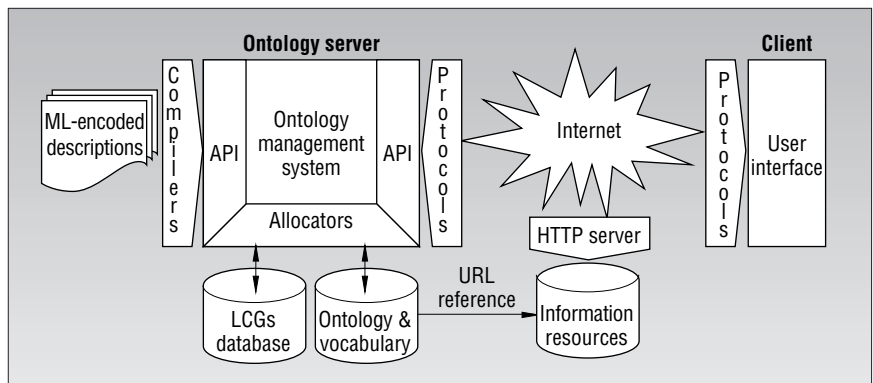 Ontology server
Client
ML-encoded
descriptions
Compilers
API
Ontology
management
system
API
Allocators
Protocols
Internet
Protocols
User
interface
HTTP server
LCGs
database
Ontology &
vocabulary
URL
reference
Information
resources